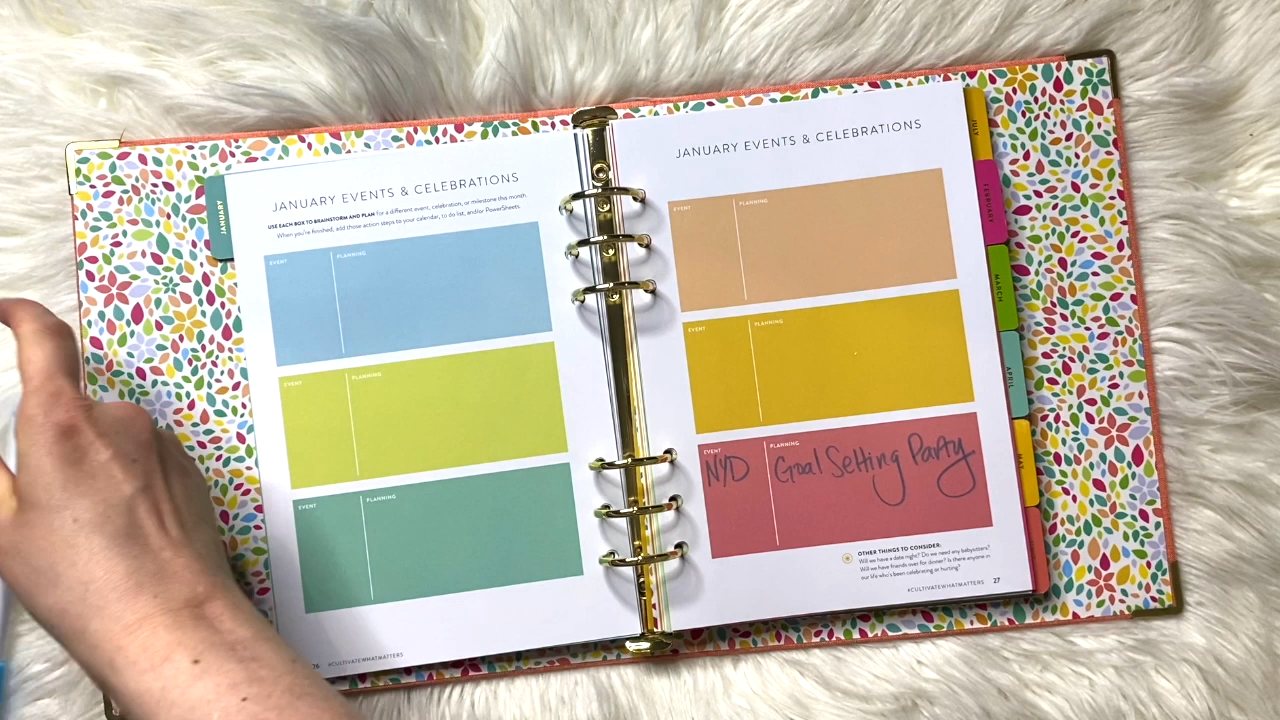 JANUARY
JANUARY EVENTS & CELEBRATIONS
USE EACH BOX TO BRAINSTORM AND PLAN for a different event, celebration, or milestone this month.
When you're finished, add those action steps to your calendar, to do list, and/or PowerSheets.
EVENT
PLANNING
EVENT
PLANNING
EVENT
PLANNING
26 #CULTIVATEWHATMATTERS
JANUARY EVENTS & CELEBRATIONS
EVENT
PLANNING
EVENT
PLANNING
EVENT
PLANNING
NYD
Goal Setting Party
OTHER THINGS TO CONSIDER:
Will we have a date night? Do we need any babysitters?
Will we have friends over for dinner? Is there anyone in
our life who's been celebrating or hurting?
#CULTIVATEWHATMATTERS 27
JULY
FEBRUARY
MARCH
APRIL
MAY